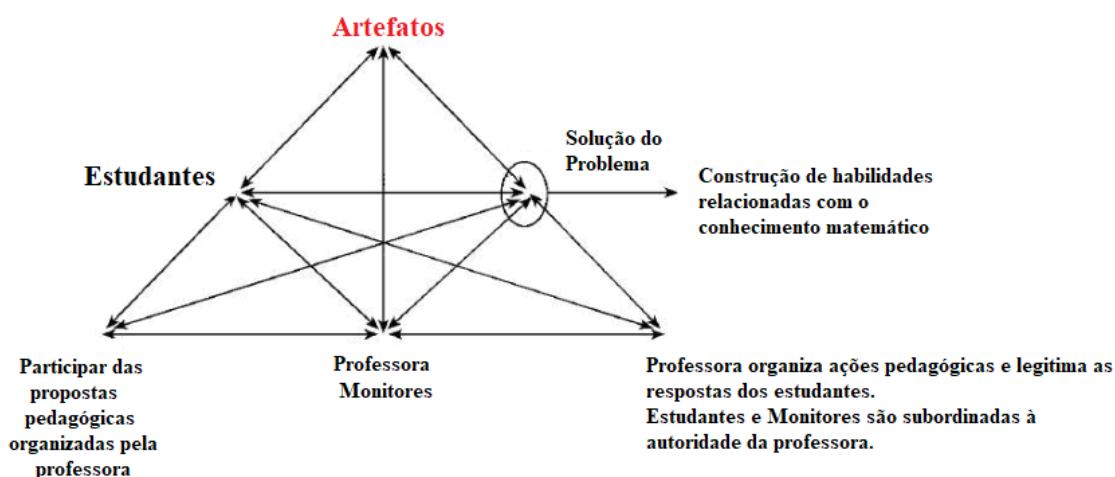 Artefatos
Estudantes
Solução do
Problema
Construção de habilidades
relacionadas com o
conhecimento matemático
Participar das
propostas
pedagógicas
organizadas pela
professora
Professora
Monitores
Professora organiza ações pedagógicas e legitima as
respostas dos estudantes.
Estudantes e Monitores são subordinadas à
autoridade da professora.